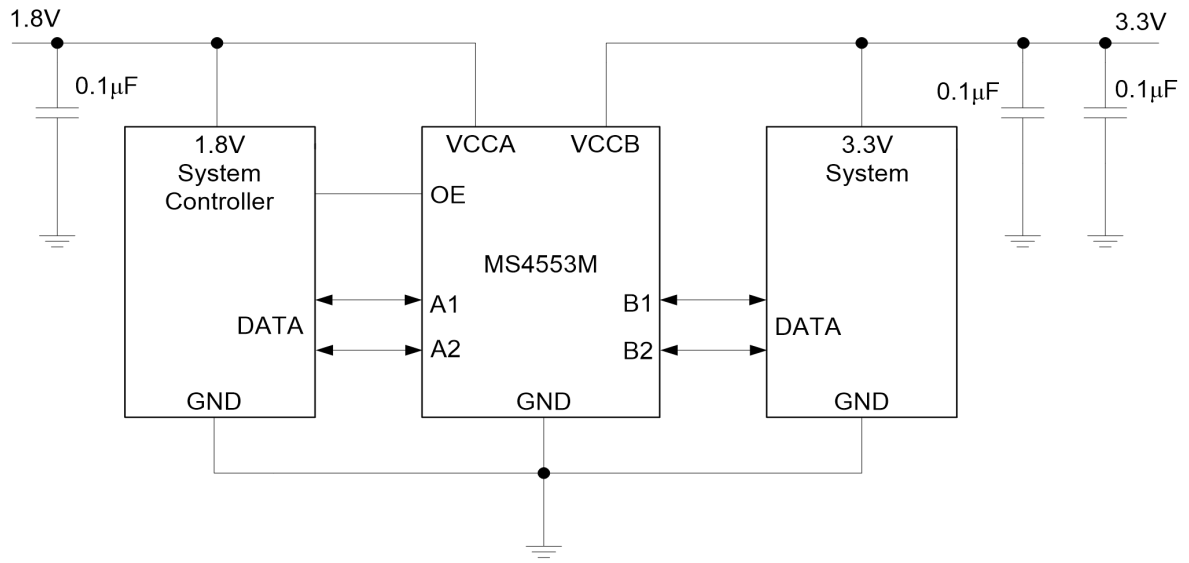 1.8V
3.3V
0.1μF
0.1μF
0.1μF
1.8V
System
Controller
VCCA
VCCB
3.3V
System
OE
MS4553M
A1
B1
DATA
DATA
A2
B2
GND
GND
GND